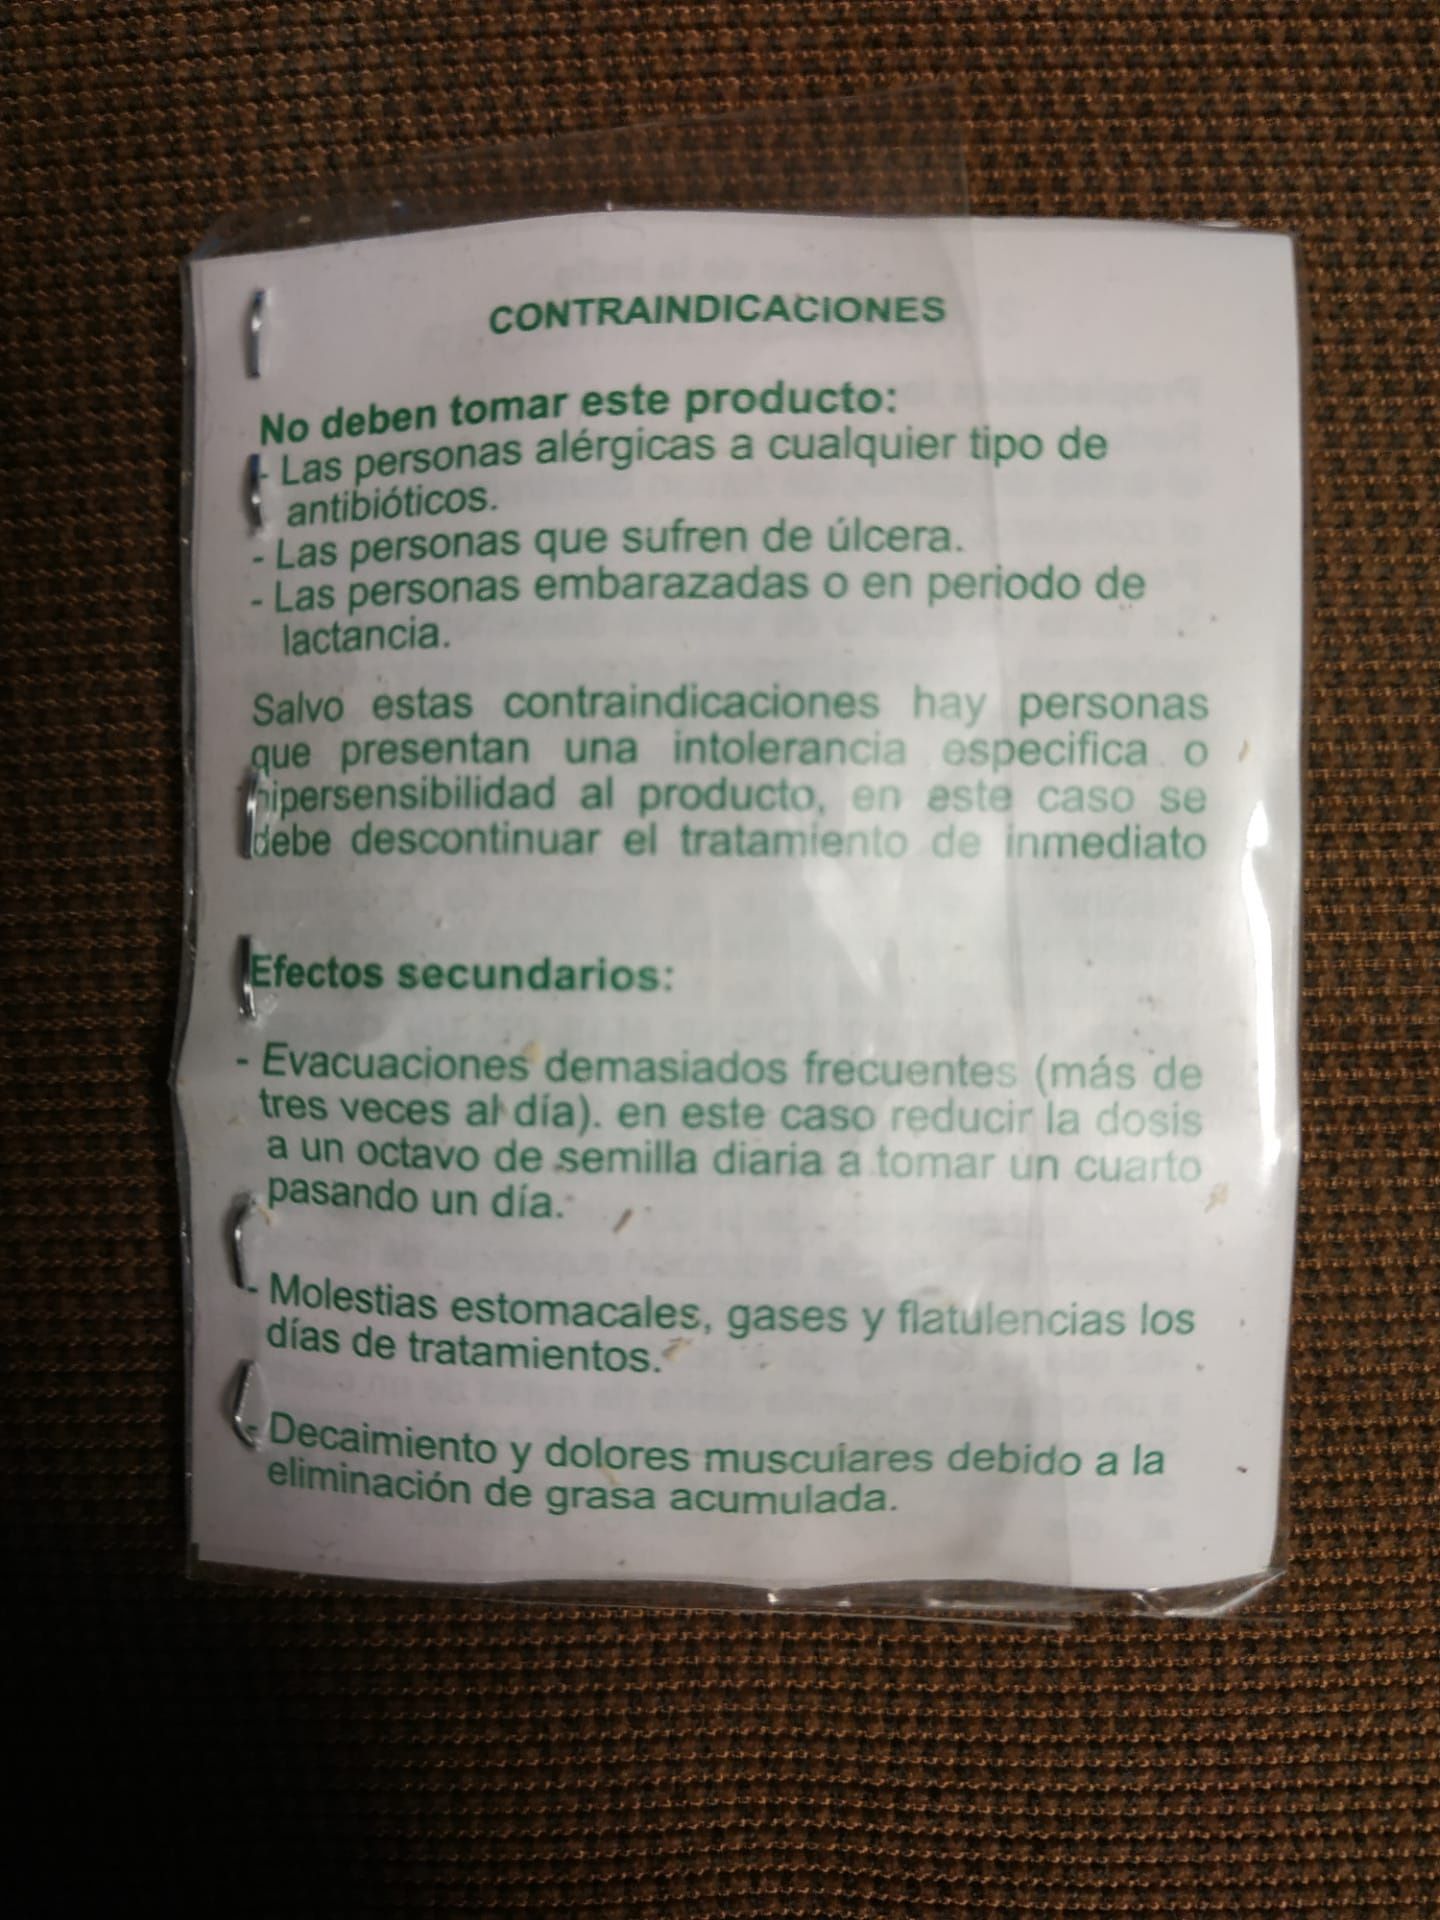 CONTRAINDICACIONES
No deben tomar este producto:
- Las personas alérgicas a cualquier tipo de
antibióticos.
- Las personas que sufren de úlcera.
- Las personas embarazadas o en periodo de
lactancia.
Salvo estas contraindicaciones hay personas
que presentan una intolerancia especifica o
hipersensibilidad al producto, en este caso se
debe descontinuar el tratamiento de inmediato
Efectos secundarios:
- Evacuaciones demasiados frecuentes (más de
tres veces al día). en este caso reducir la dosis
a un octavo de semilla diaria a tomar un cuarto
pasando un día.
- Molestias estomacales, gases y flatulencias los
días de tratamientos.
- Decaimiento y dolores musculares debido a la
eliminación de grasa acumulada.